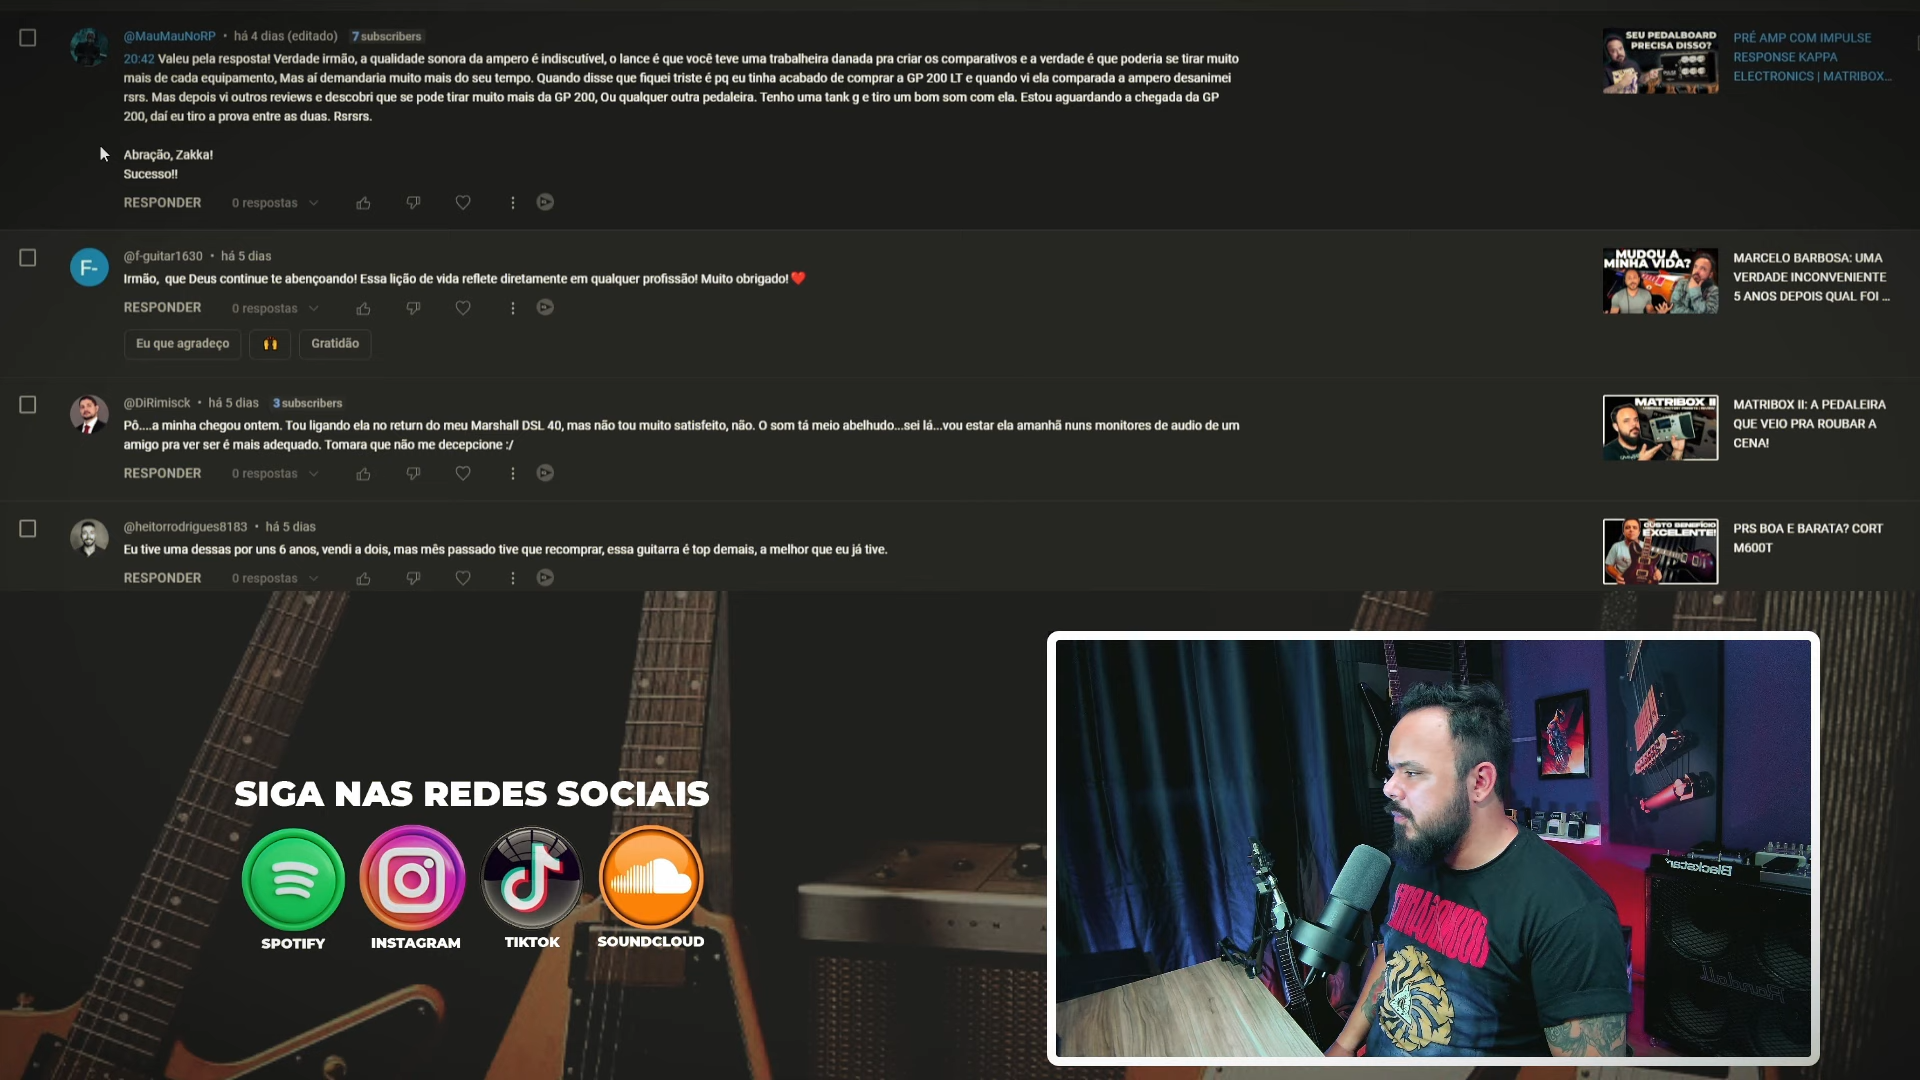 @MauMauNoRP • há 4 dias (editado) 7 subscribers
20:42 Valeu pela resposta! Verdade irmão, a qualidade sonora da ampero é indiscutível, o lance é que você teve uma trabalheira danada pra criar os comparativos e a verdade é que poderia se tirar muito
mais de cada equipamento, Mas aí demandaria muito mais do seu tempo. Quando disse que fiquei triste é pq eu tinha acabado de comprar a GP 200 LT e quando vi ela comparada a ampero desanimei
rsrs. Mas depois vi outros reviews e descobri que se pode tirar muito mais da GP 200, Ou qualquer outra pedaleira. Tenho uma tank g e tiro um bom som com ela. Estou aguardando a chegada da GP
200, daí eu tiro a prova entre as duas. Rsrsrs.
Abração, Zakka!
Sucesso!!
RESPONDER 0 respostas
SEU PEDALBOARD
PRECISA DISSO?
PRÉ AMP COM IMPULSE
RESPONSE KAPPA
ELECTRONICS | MATRIBOX...
F-
@f-guitar1630 • há 5 dias
Irmão, que Deus continue te abençoando! Essa lição de vida reflete diretamente em qualquer profissão! Muito obrigado!❤️
RESPONDER 0 respostas
Eu que agradeço 🙌 Gratidão
MUDOU A
MINHA VIDA?
MARCELO BARBOSA: UMA
VERDADE INCONVENIENTE
5 ANOS DEPOIS QUAL FOI ...
@DiRimisck • há 5 dias 3 subscribers
Pô....a minha chegou ontem. Tou ligando ela no return do meu Marshall DSL 40, mas não tou muito satisfeito, não. O som tá meio abelhudo...sei lá...vou estar ela amanhã nuns monitores de audio de um
amigo pra ver ser é mais adequado. Tomara que não me decepcione :/
RESPONDER 0 respostas
MATRIBOX II
MATRIBOX II: A PEDALEIRA
QUE VEIO PRA ROUBAR A
CENA!
@heitorrodrigues8183 • há 5 dias
Eu tive uma dessas por uns 6 anos, vendi a dois, mas mês passado tive que recomprar, essa guitarra é top demais, a melhor que eu já tive.
RESPONDER 0 respostas
CUSTO BENEFÍCIO
EXCELENTE!
PRS BOA E BARATA? CORT
M600T
SIGA NAS REDES SOCIAIS
SPOTIFY INSTAGRAM TIKTOK SOUNDCLOUD
Blackstar
Randall
SOUNDGARDEN